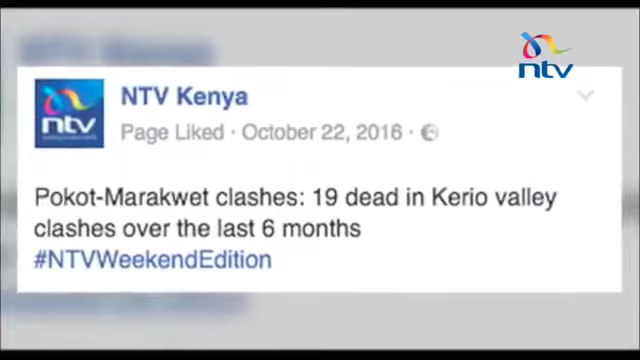 ntv
NTV Kenya
ntv
Page Liked · October 22, 2016 ·
Pokot-Marakwet clashes: 19 dead in Kerio valley
clashes over the last 6 months
#NTVWeekendEdition